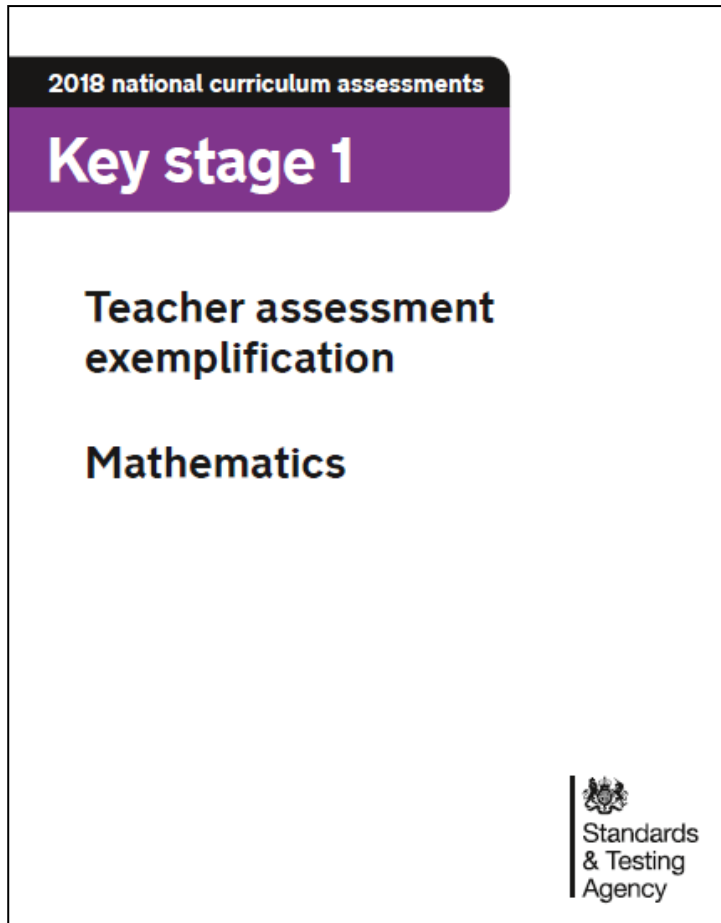 2018 national curriculum assessments
Key stage 1
Teacher assessment
exemplification
Mathematics
Standards
& Testing
Agency